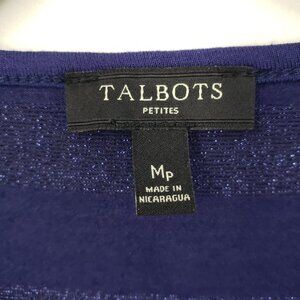 TALBOTS
PETITES
MP
MADE IN
NICARAGUA